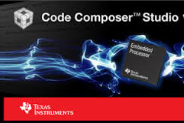 Code Composer™ Studio
Embedded
Processor
TEXAS
INSTRUMENTS